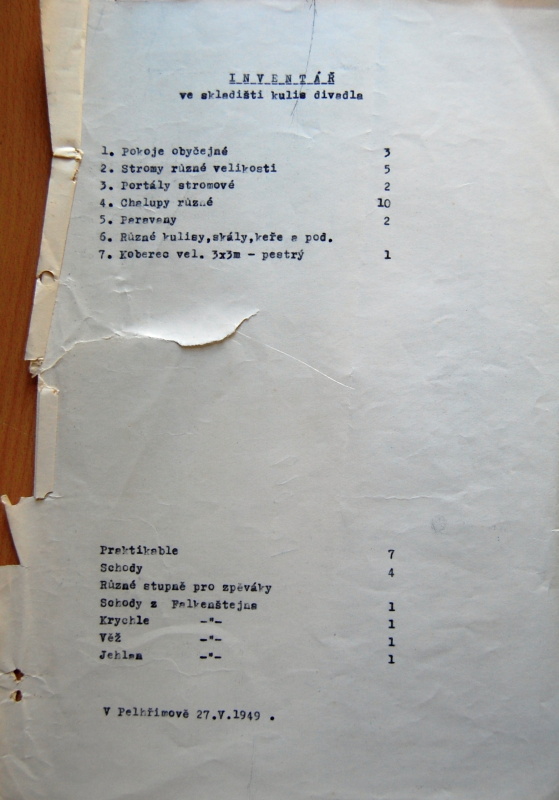 INVENTÁŘ
ve skladišti kulis divadla
1. Pokoje obyčejné 3
2. Stromy různé velikosti 5
3. Portály stromové 2
4. Chalupy různé 10
5. Paravany 2
6. Různé kulisy,skály,keře a pod.
7. Koberec vel. 3x3m - pestrý 1
Praktikable 7
Schody 4
Různé stupně pro zpěváky
Schody z Falkenštejna 1
Krychle -"- 1
Věž -"- 1
Jehlan -"- 1
V Pelhřimově 27.V.1949 .